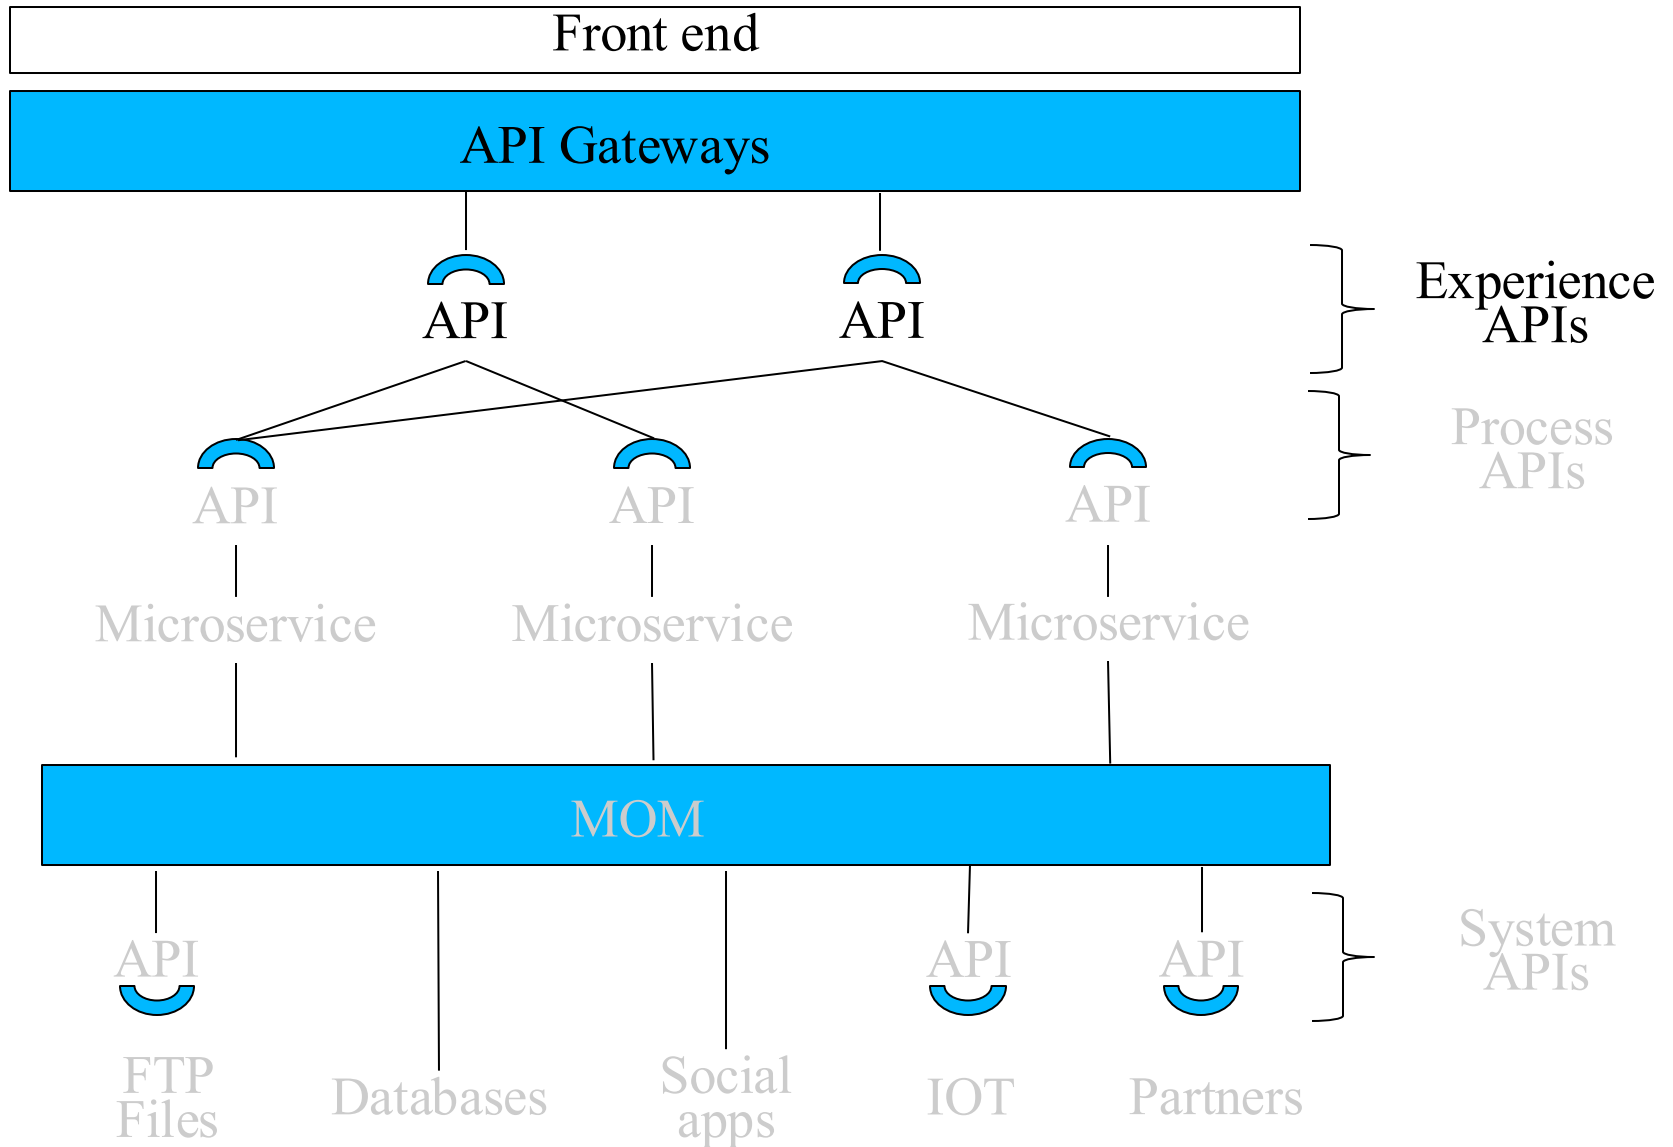 Front end
API Gateways
API
API
Experience
APIs
API
API
API
Process
APIs
Microservice
Microservice
Microservice
MOM
API
API
API
System
APIs
FTP
Files
Databases
Social
apps
IOT
Partners